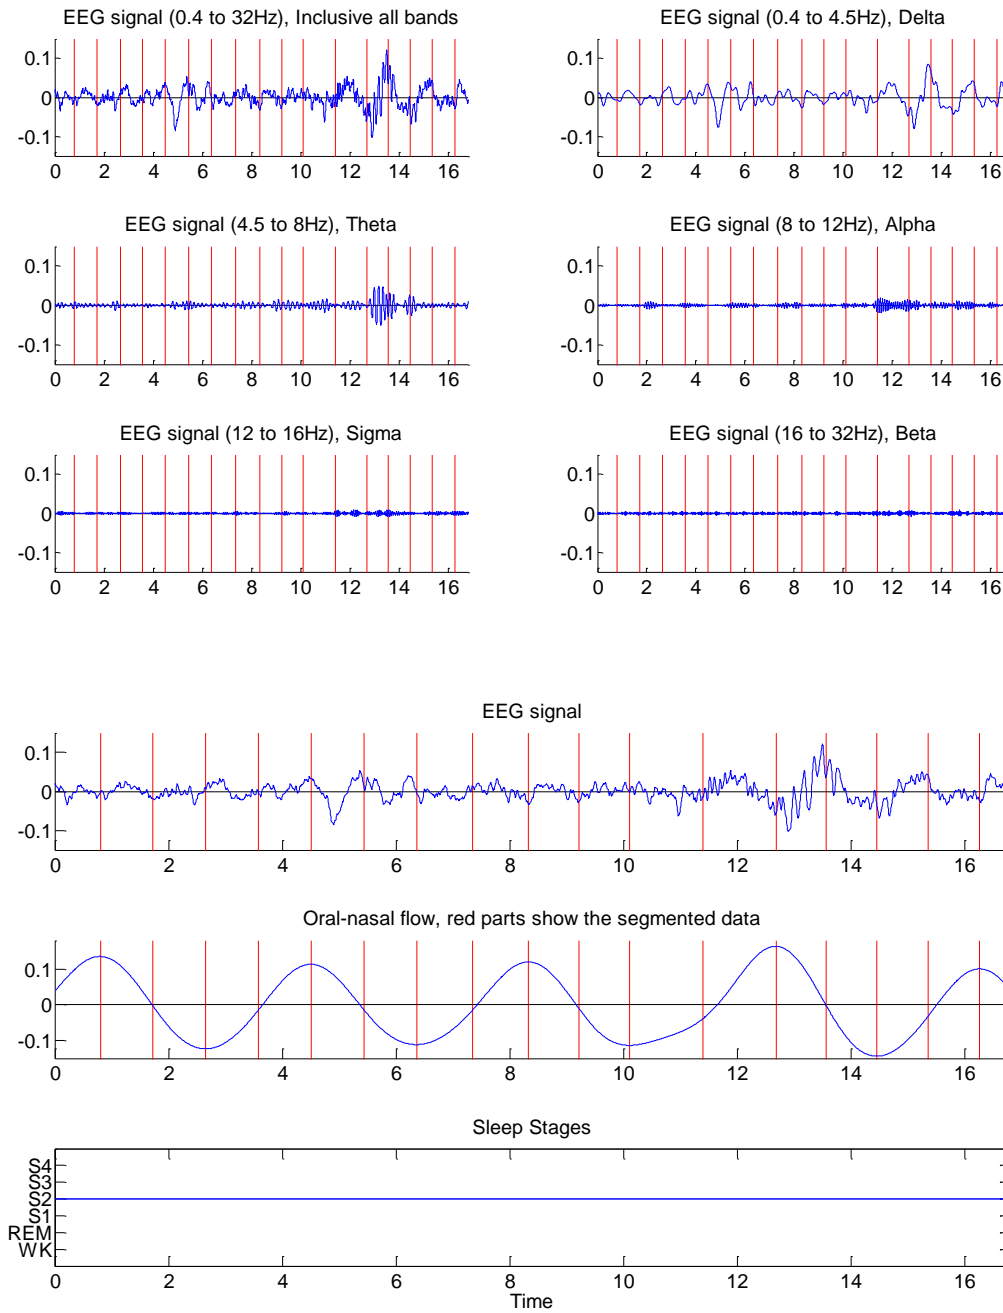 EEG signal (0.4 to 32Hz), Inclusive all bands
0.1
0
-0.1
0 2 4 6 8 10 12 14 16
EEG signal (0.4 to 4.5Hz), Delta
0.1
0
-0.1
0 2 4 6 8 10 12 14 16
EEG signal (4.5 to 8Hz), Theta
0.1
0
-0.1
0 2 4 6 8 10 12 14 16
EEG signal (8 to 12Hz), Alpha
0.1
0
-0.1
0 2 4 6 8 10 12 14 16
EEG signal (12 to 16Hz), Sigma
0.1
0
-0.1
0 2 4 6 8 10 12 14 16
EEG signal (16 to 32Hz), Beta
0.1
0
-0.1
0 2 4 6 8 10 12 14 16
EEG signal
0.1
0
-0.1
0 2 4 6 8 10 12 14 16
Oral-nasal flow, red parts show the segmented data
0.1
0
-0.1
0 2 4 6 8 10 12 14 16
Sleep Stages
S4
S3
S2
S1
REM
WK
0 2 4 6 8 10 12 14 16
Time